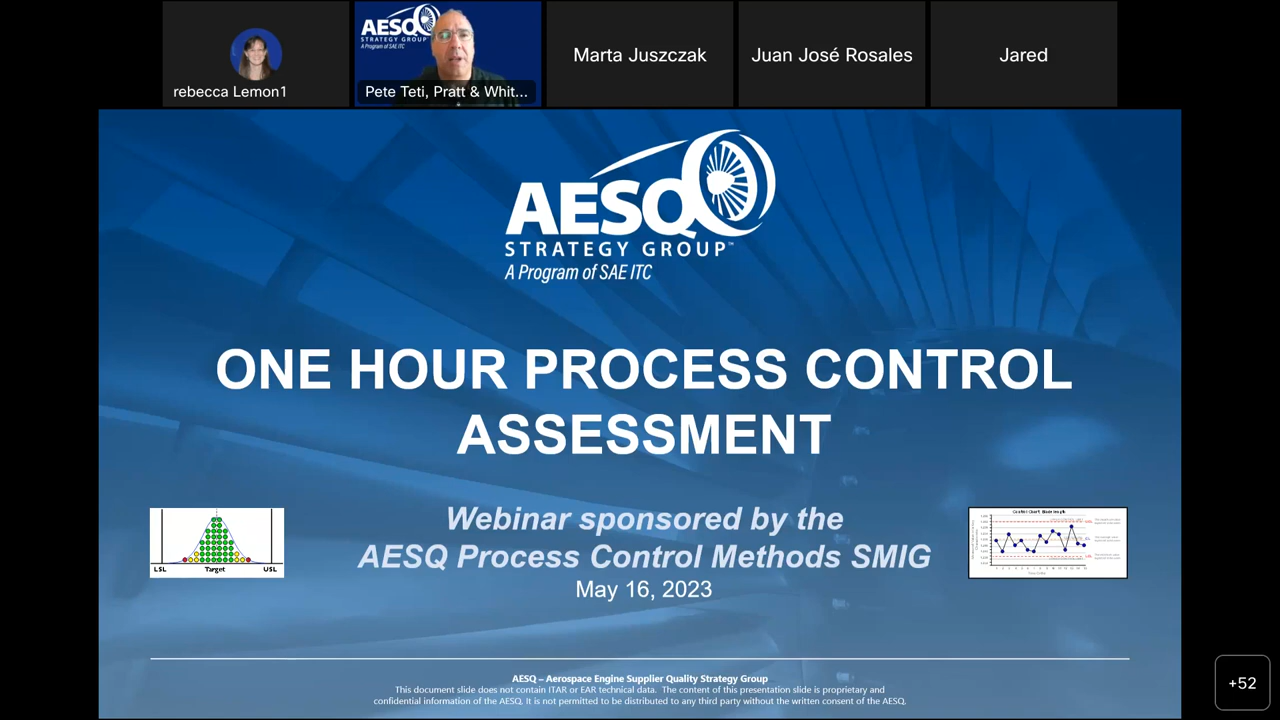 rebecca Lemon1
AESQ
STRATEGY GROUP
A Program of SAE ITC
Pete Teti, Pratt & Whit...
Marta Juszczak
Juan José Rosales
Jared
AESQ
STRATEGY GROUP™
A Program of SAE ITC
ONE HOUR PROCESS CONTROL
ASSESSMENT
Webinar sponsored by the
AESQ Process Control Methods SMIG
May 16, 2023
LSL Target USL
AESQ – Aerospace Engine Supplier Quality Strategy Group
This document slide does not contain ITAR or EAR technical data. The content of this presentation slide is proprietary and
confidential information of the AESQ. It is not permitted to be distributed to any third party without the written consent of the AESQ.
+52